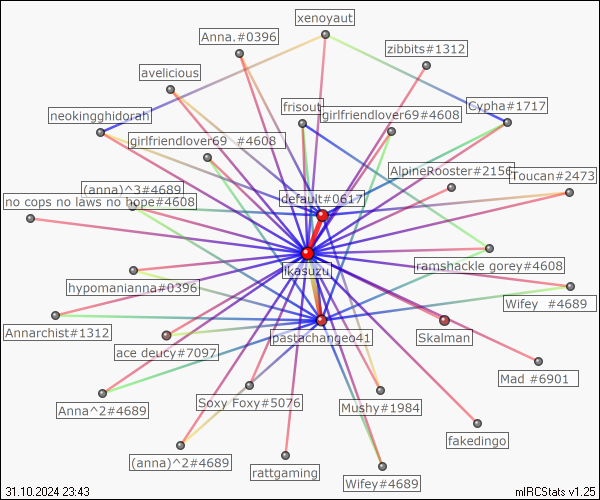 xenoyaut
Anna.#0396
zibbits#1312
avelicious
neokingghidorah
frisout
girlfriendlover69#4608
Cypha#1717
girlfriendlover69 #4608
AlpineRooster#2156
Toucan#2473
(anna)^3#4689
no cops no laws no hope#4608
default#0617
ikasuzu
ramshackle gorey#4608
hypomanianna#0396
Wifey #4689
Annarchist#1312
pastachangeo41
Skalman
ace deucy#7097
Mad #6901
Anna^2#4689
Soxy Foxy#5076
Mushy#1984
fakedingo
(anna)^2#4689
rattgaming
Wifey#4689
31.10.2024 23:43
mIRCStats v1.25